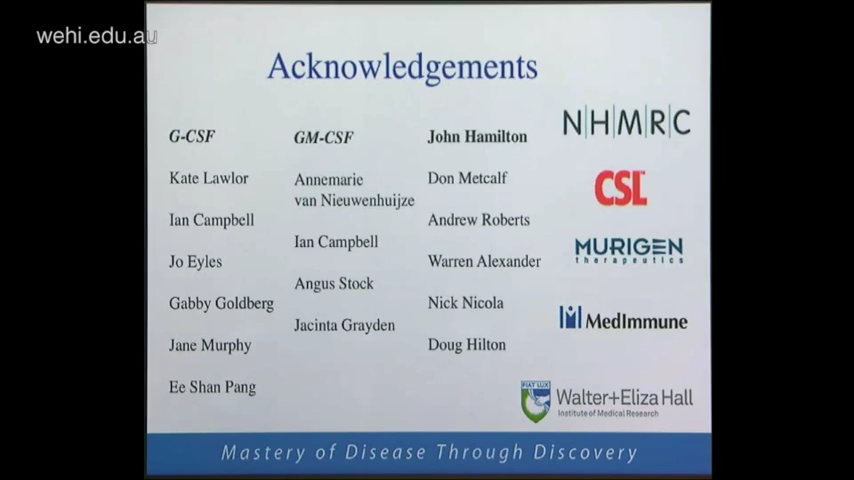 wehi.edu.au
Acknowledgements
G-CSF
Kate Lawlor
Ian Campbell
Jo Eyles
Gabby Goldberg
Jane Murphy
Ee Shan Pang
GM-CSF
Annemarie
van Nieuwenhuijze
Ian Campbell
Angus Stock
Jacinta Grayden
John Hamilton
Don Metcalf
Andrew Roberts
Warren Alexander
Nick Nicola
Doug Hilton
NHMRC
CSL
MURIGEN
therapeutics
MedImmune
FIAT LUX
Walter+Eliza Hall
Institute of Medical Research
Mastery of Disease Through Discovery